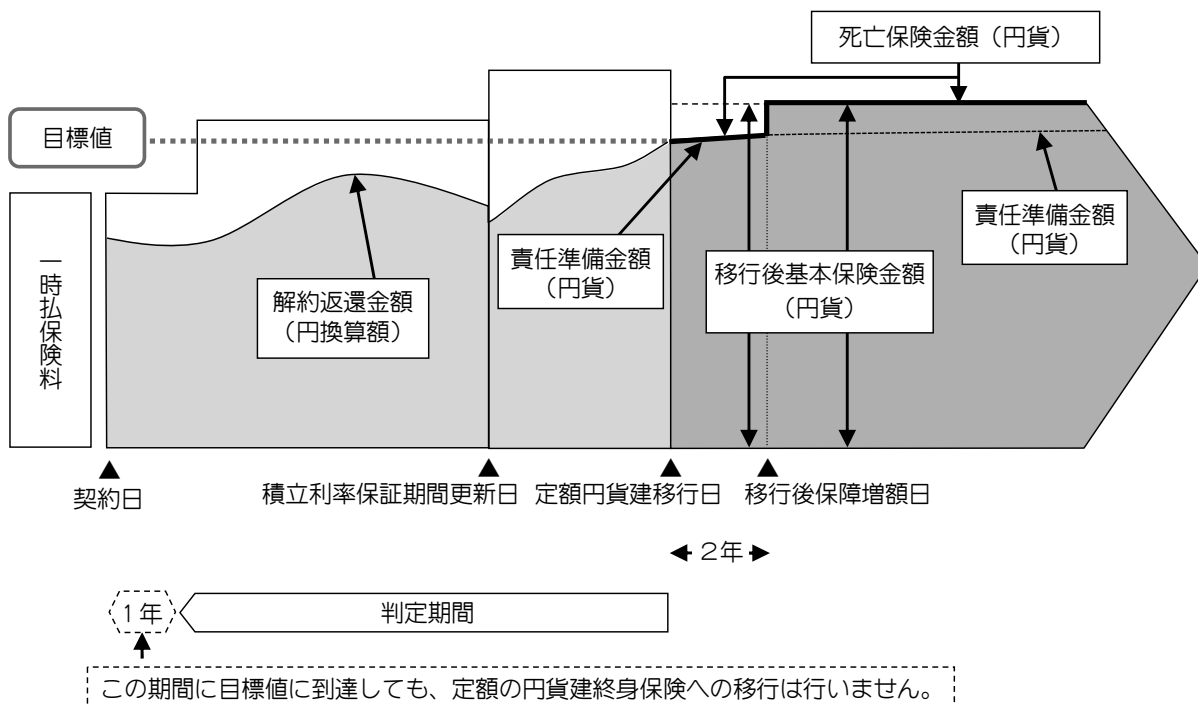 死亡保険金額（円貨）
目標値
責任準備金額
（円貨）
責任準備金額
（円貨）
移行後基本保険金額
（円貨）
一時払保険料
解約返還金額
（円換算額）
▲
▲
▲
▲
契約日
積立利率保証期間更新日
定額円貨建移行日
移行後保障増額日
2年
1年
判定期間
この期間に目標値に到達しても、定額の円貨建終身保険への移行は行いません。